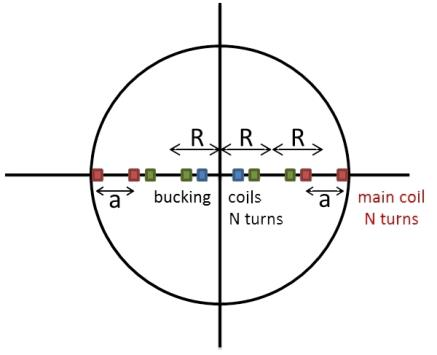 R R R
a bucking coils a main coil
N turns N turns